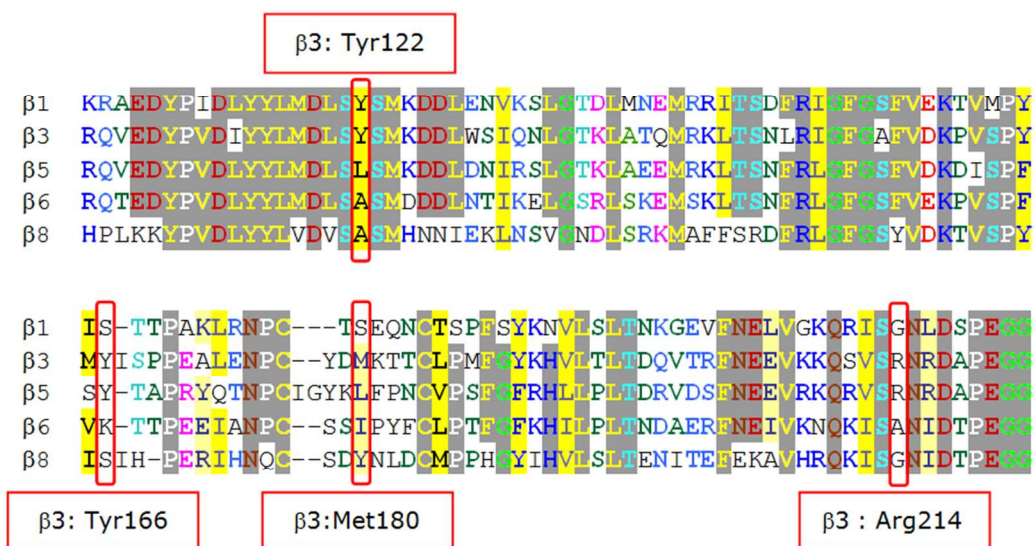 β3: Tyr122
β1 KRAEDYPIDLYYLMDLSYSMKDDLENVKSLGTDLMNEMRRITSDFRIGFGSFVEKTVMPY
β3 RQVEDYPVDIYYLMDLSYSMKDDLWSIQNLGTKLATQMRKLTSNLRIGFGAFVDKPVSPY
β5 RQVEDYPVDLYYLMDLSLSMKDDLDNIRSLGTKLAEEMRKLTSNFRLGFGSFVDKDISPF
β6 RQTEDYPVDLYYLMDLSASMDDDLNTIKELGSRLSKEMSKLTSNFRLGFGSFVEKPVSPF
β8 HPLKKYPVDLYYLVDVSASMHNNIEKLNSVGNDLSRKMAFFSRDFRLGFGSYVDKTVSPY
β1 IS-TTPAKLRNPC---TSEQNCTSPFSYKNVLSLTNKGEVFNELVGKQRISGNLDSPEGG
β3 MYISPPEALENPC---YDMKTTCLPMFGYKHVLTLTDQVTRFNEEVKKQSVSRNRDAPEGG
β5 SY-TAPRYQTNPCIGYKLFPNCVPSFGFRHLLPLTDRVDSFNEEVRKQRVSRNRDAPEGG
β6 VK-TTPEEIANPC---SSIPYFCLPTFGFKHILPLTNDAERFNEIVKNQKISANIDTPEGG
β8 ISIH-PERIHNQC---SDYNLDCMPPHGYIHVLSLTENITEFEKAVHRQKISGNIDTPEGG
β3: Tyr166
β3:Met180
β3 : Arg214